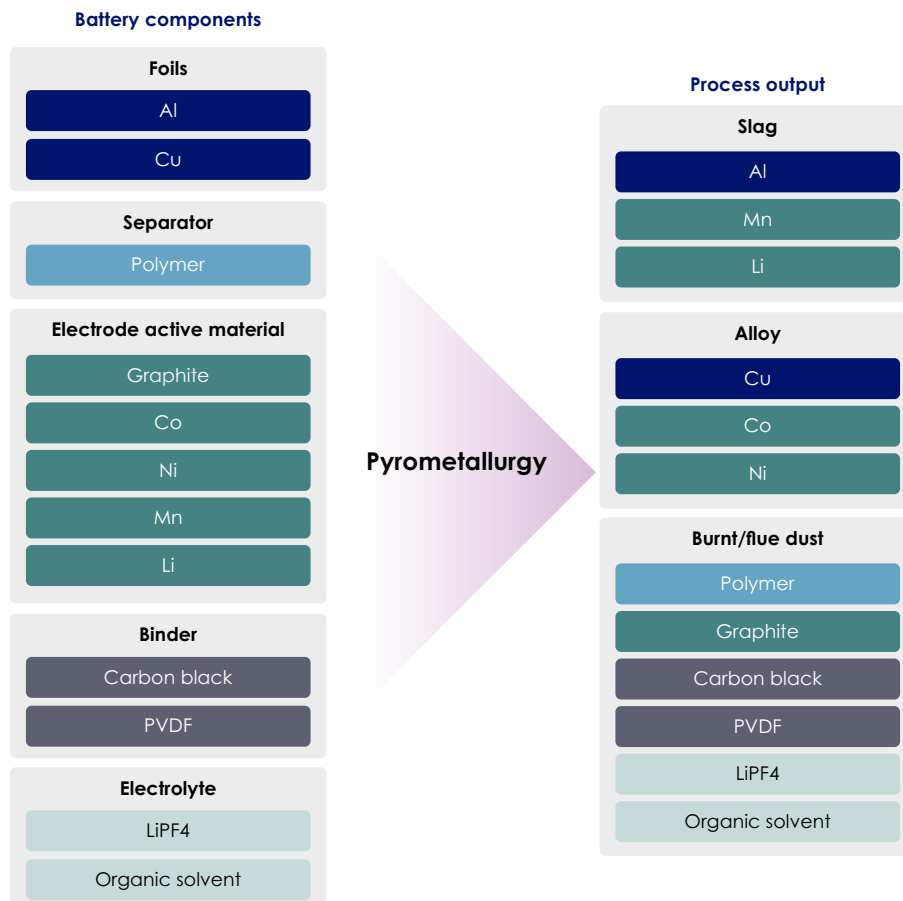 Battery components
Foils
Al
Cu
Separator
Polymer
Electrode active material
Graphite
Co
Ni
Mn
Li
Binder
Carbon black
PVDF
Electrolyte
LiPF4
Organic solvent
Pyrometallurgy
Process output
Slag
Al
Mn
Li
Alloy
Cu
Co
Ni
Burnt/flue dust
Polymer
Graphite
Carbon black
PVDF
LiPF4
Organic solvent